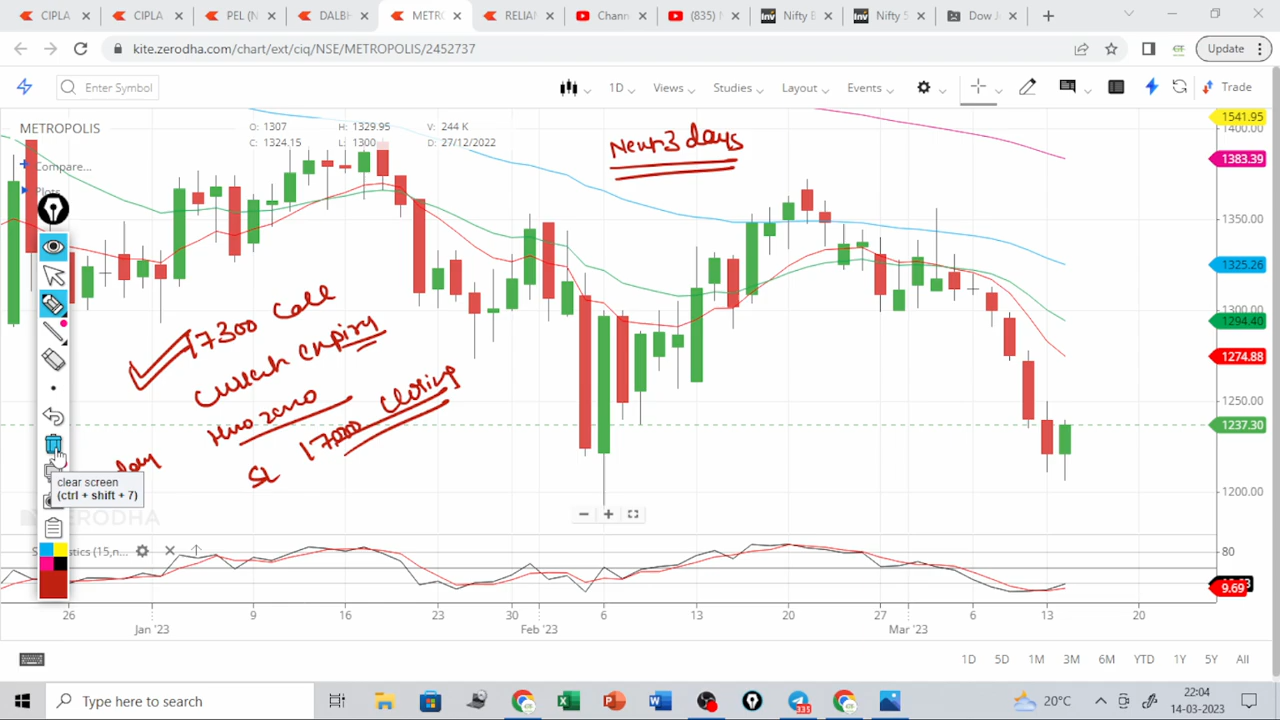 CIPLA
CIPL
PEL (N
DALBH
METRO
RELIAN
Chann
(835) M
Nifty B
Nifty S
Dow J
kite.zerodha.com/chart/ext/ciq/NSE/METROPOLIS/2452737
Update
Enter Symbol
1D
Views
Studies
Layout
Events
Trade
METROPOLIS
O: 1307 H: 1329.95 V: 244 K
C: 1324.15 L: 1300 D: 27/12/2022
Compare...
Plots
1541.95
1400.00
1383.39
1350.00
1325.26
1300.00
1294.40
1274.88
1250.00
1237.30
1200.00
Next 3 days
17300 Call
Current expiry
Hero zero
SL 17000 closing
day
clear screen
(ctrl + shift + 7)
ZERODHA
(15,n...
80
9.69
26 9 16 23 30 6 13 20 27 6 13 20
Jan '23 Feb '23 Mar '23
1D 5D 1M 3M 6M YTD 1Y 5Y All
Type here to search
335
20°C
22:04
14-03-2023